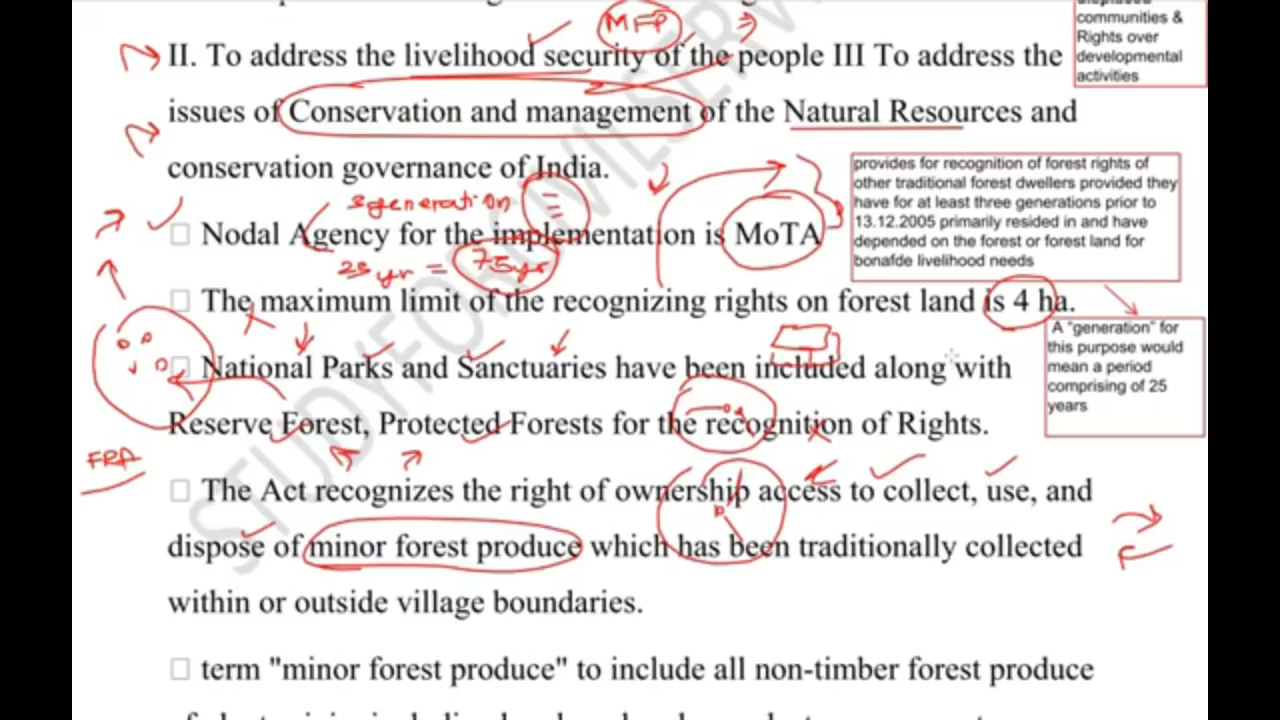 communities &
Rights over
developmental
activities
MFP
II. To address the livelihood security of the people III To address the
issues of Conservation and management of the Natural Resources and
conservation governance of India.
provides for recognition of forest rights of
other traditional forest dwellers provided they
have for at least three generations prior to
13.12.2005 primarily resided in and have
depended on the forest or forest land for
bonafde livelihood needs
3generation
Nodal Agency for the implementation is MoTA
25 yr = 75yr
The maximum limit of the recognizing rights on forest land is 4 ha.
A "generation" for
this purpose would
mean a period
comprising of 25
years
National Parks and Sanctuaries have been included along with
Reserve Forest, Protected Forests for the recognition of Rights.
FRA
The Act recognizes the right of ownership access to collect, use, and
dispose of minor forest produce which has been traditionally collected
within or outside village boundaries.
term "minor forest produce" to include all non-timber forest produce
STUDYFORCIVILSERV